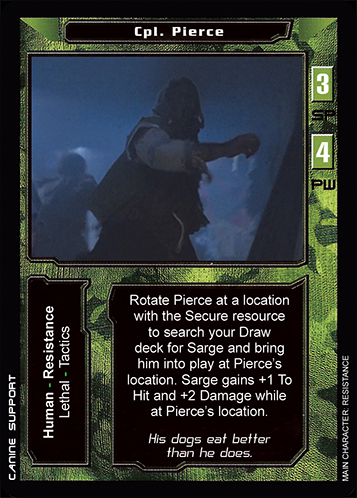 Cpl. Pierce
3
SP
4
PW
Human - Resistance
Lethal - Tactics
Rotate Pierce at a location
with the Secure resource
to search your Draw
deck for Sarge and bring
him into play at Pierce's
location. Sarge gains +1 To
Hit and +2 Damage while
at Pierce's location.
His dogs eat better
than he does.
CANINE SUPPORT
MAIN CHARACTER: RESISTANCE